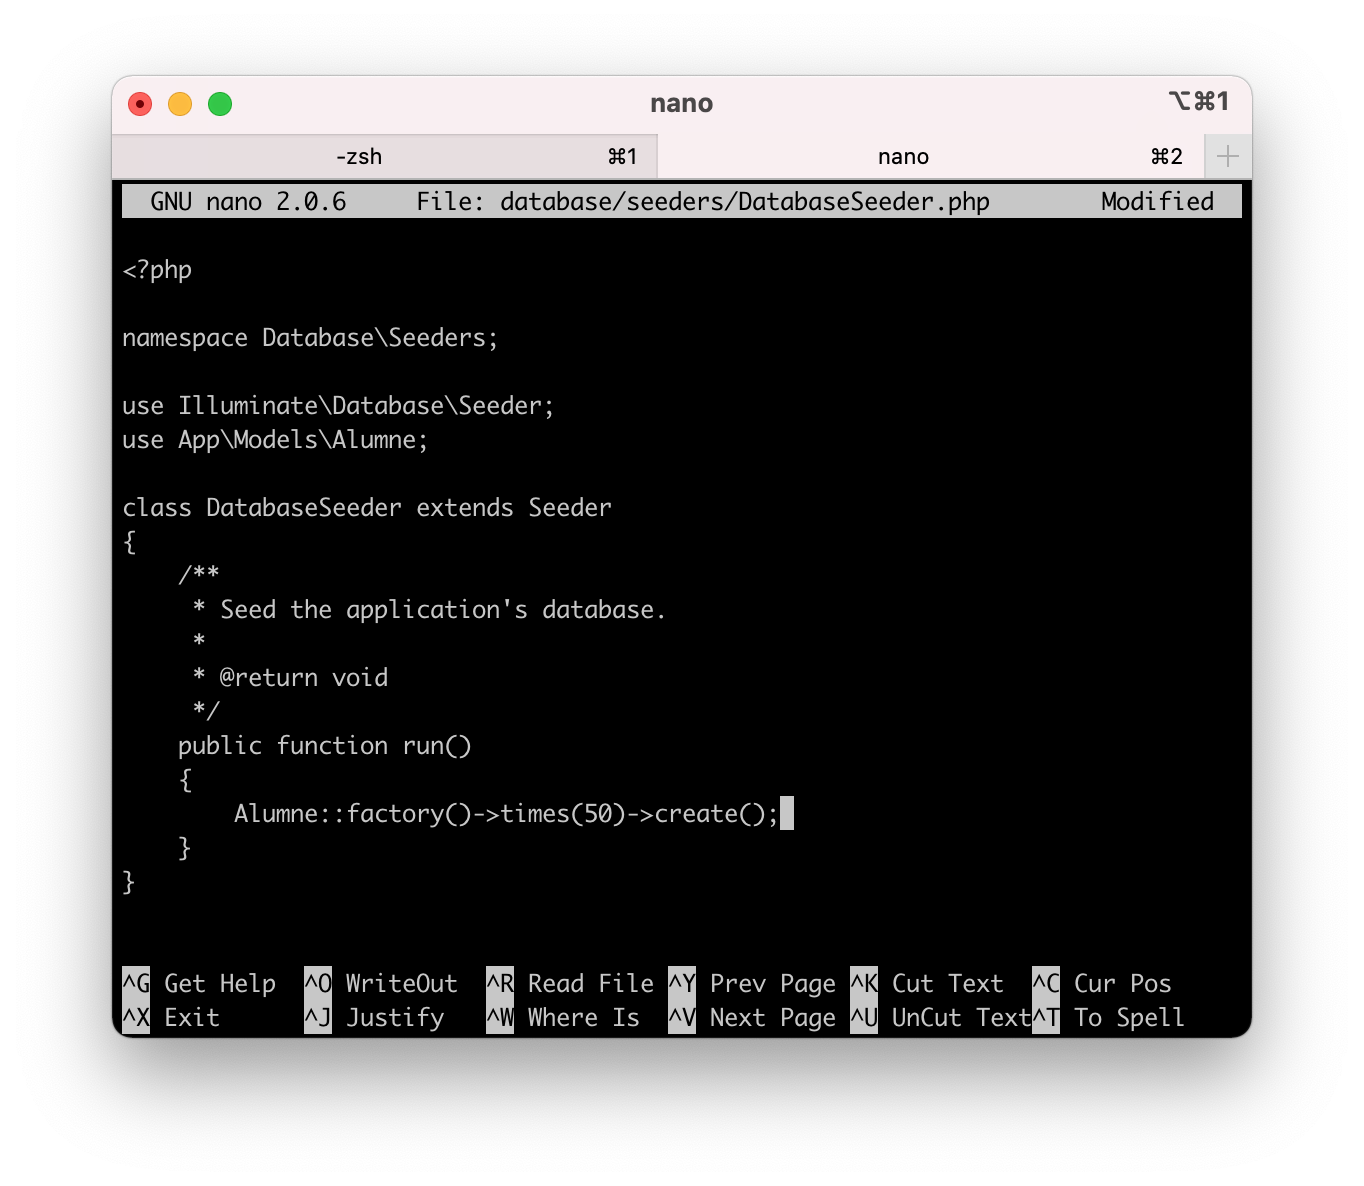 nano
⌥⌘1
-zsh ⌘1 nano ⌘2
GNU nano 2.0.6 File: database/seeders/DatabaseSeeder.php Modified
<?php
namespace Database\Seeders;
use Illuminate\Database\Seeder;
use App\Models\Alumne;
class DatabaseSeeder extends Seeder
{
    /**
     * Seed the application's database.
     *
     * @return void
     */
    public function run()
    {
        Alumne::factory()->times(50)->create();
    }
}
^G Get Help ^O WriteOut ^R Read File ^Y Prev Page ^K Cut Text ^C Cur Pos
^X Exit ^J Justify ^W Where Is ^V Next Page ^U UnCut Text ^T To Spell